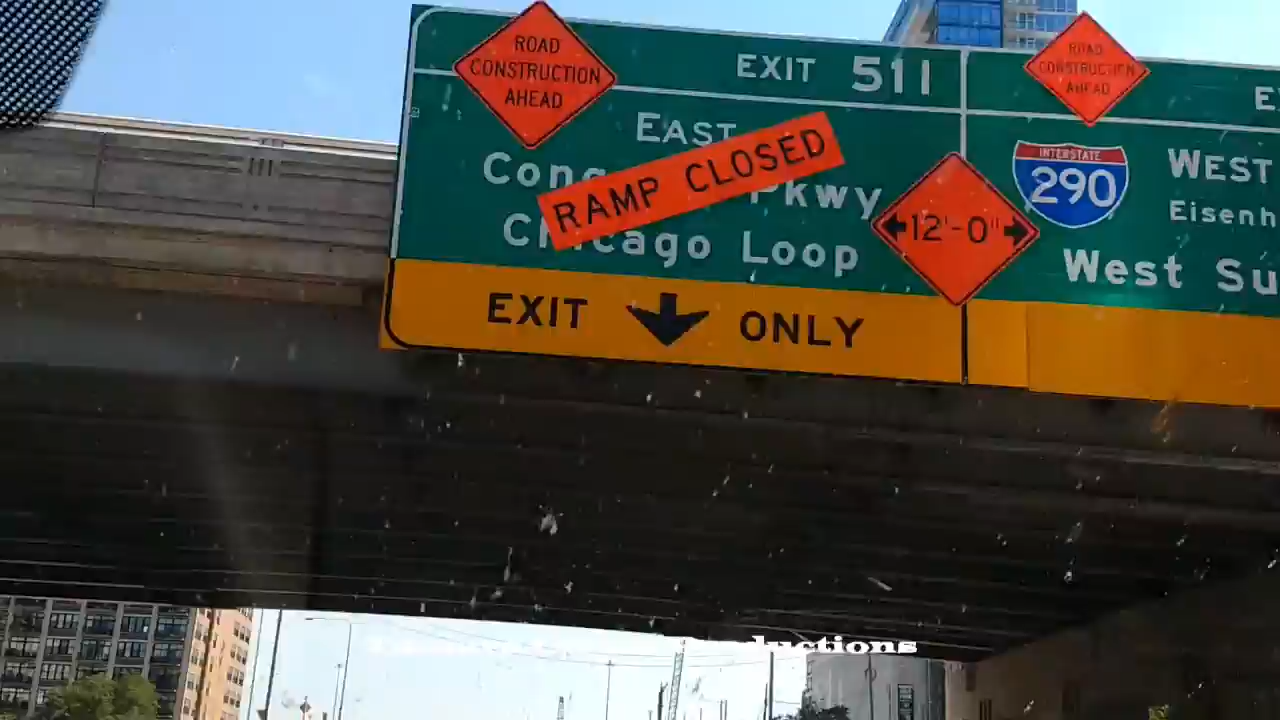 ROAD
CONSTRUCTION
AHEAD
EXIT 511
EAST
RAMP CLOSED
Pkwy
Chicago Loop
12'-0"
EXIT ONLY
ROAD
CONSTRUCTION
AHEAD
INTERSTATE
290
WEST
West